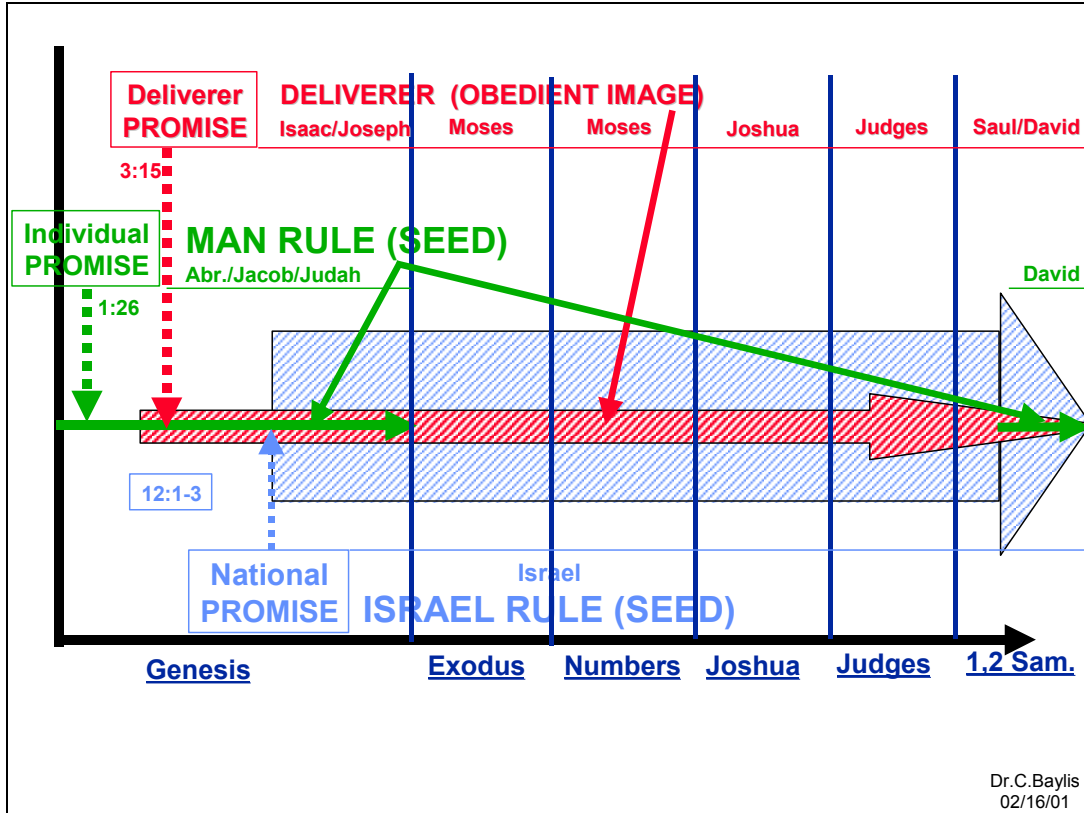 Deliverer
PROMISE
DELIVERER (OBEDIENT IMAGE)
Isaac/Joseph Moses Moses Joshua Judges Saul/David
3:15
Individual
PROMISE
MAN RULE (SEED)
Abr./Jacob/Judah
David
1:26
12:1-3
National
PROMISE
Israel
ISRAEL RULE (SEED)
Genesis Exodus Numbers Joshua Judges 1,2 Sam.
Dr.C.Baylis
02/16/01